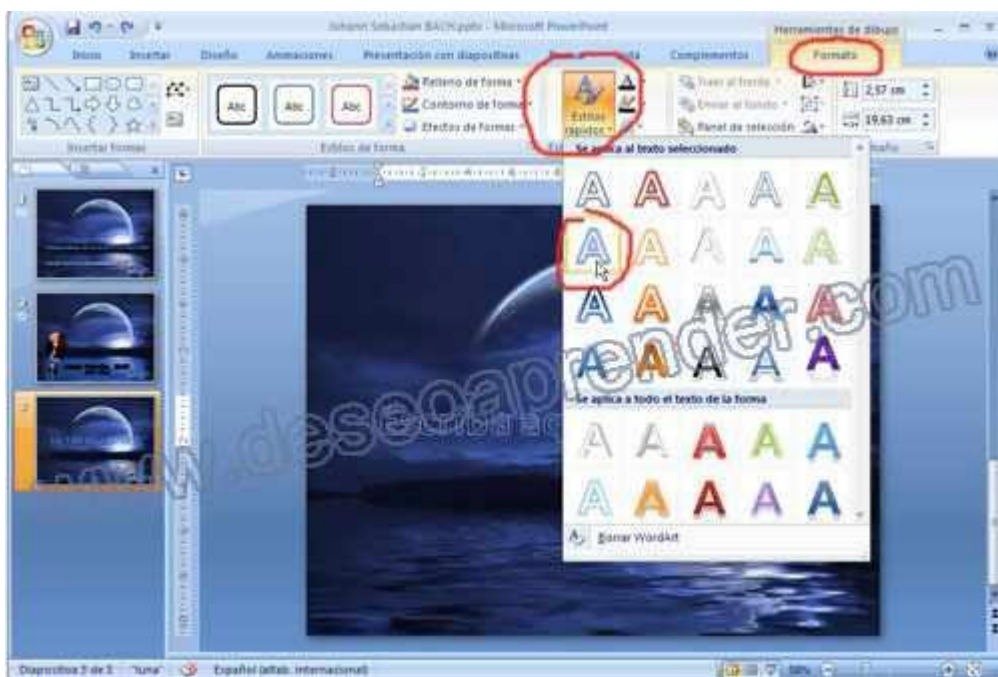 Johann Sebastian BACH.pptx - Microsoft PowerPoint
Herramientas de dibujo
Inicio Insertar Diseño Animaciones Presentación con diapositivas Complementos Formato
Abc Abc Abc
Relleno de forma
Contorno de forma
Efectos de formas
Estilos rápidos
Traer al frente
Enviar al fondo
Panel de selección
2,57 cm
19,63 cm
Insertar formas
Estilos de forma
Se aplica al texto seleccionado
A A A A A
A A A A A
A A A A A
A A A A A
Se aplica a todo el texto de la forma
A A A A A
A A A A A
Borrar WordArt
www.deseoaprender.com
Diapositiva 3 de 3 "luna" Español (alfab. internacional)